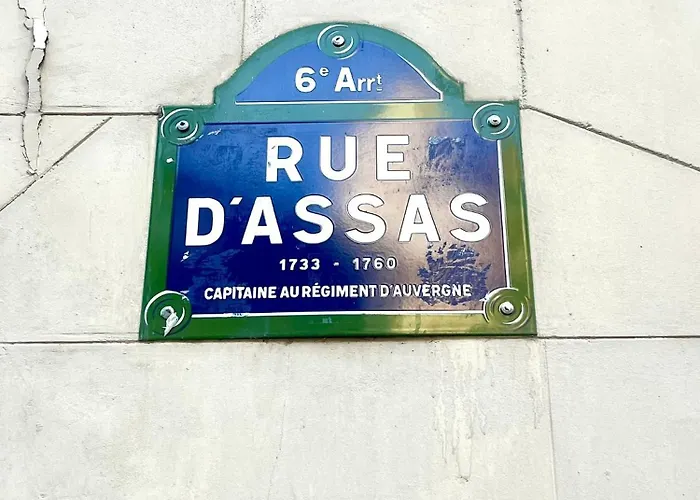 6e Arrt
RUE
D'ASSAS
1733 - 1760
CAPITAINE AU RÉGIMENT D'AUVERGNE